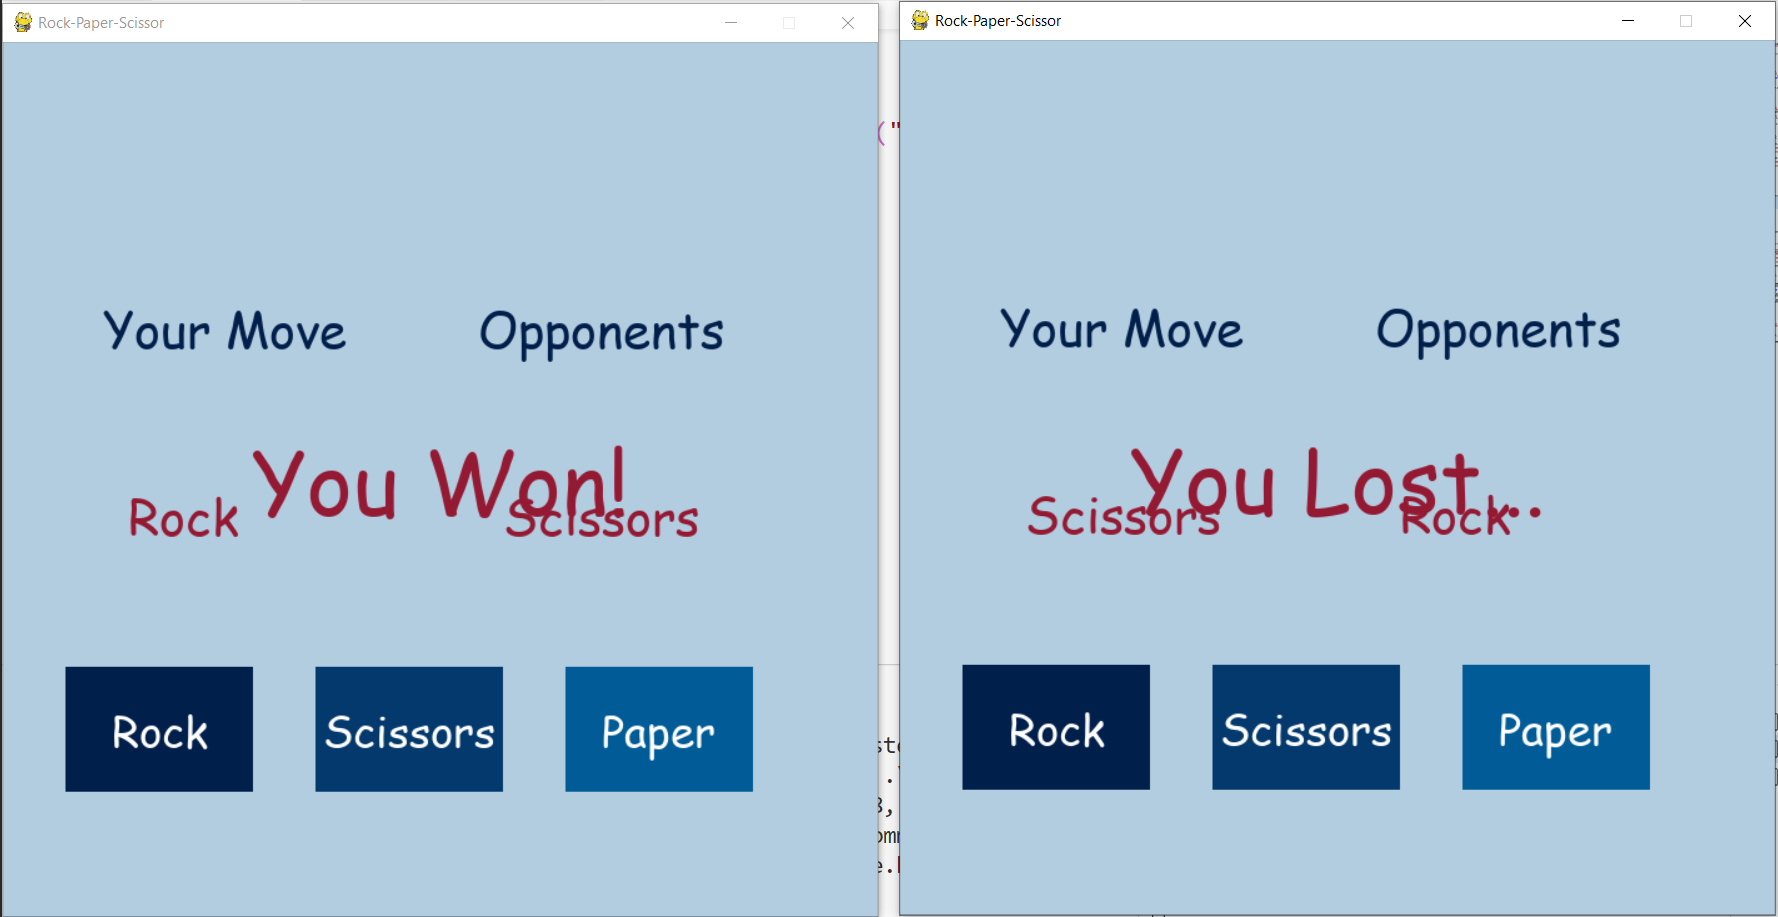 Rock-Paper-Scissor
Your Move Opponents
You Won!
Rock Scissors
Rock Scissors Paper
Rock-Paper-Scissor
Your Move Opponents
You Lost...
Scissors Rock
Rock Scissors Paper